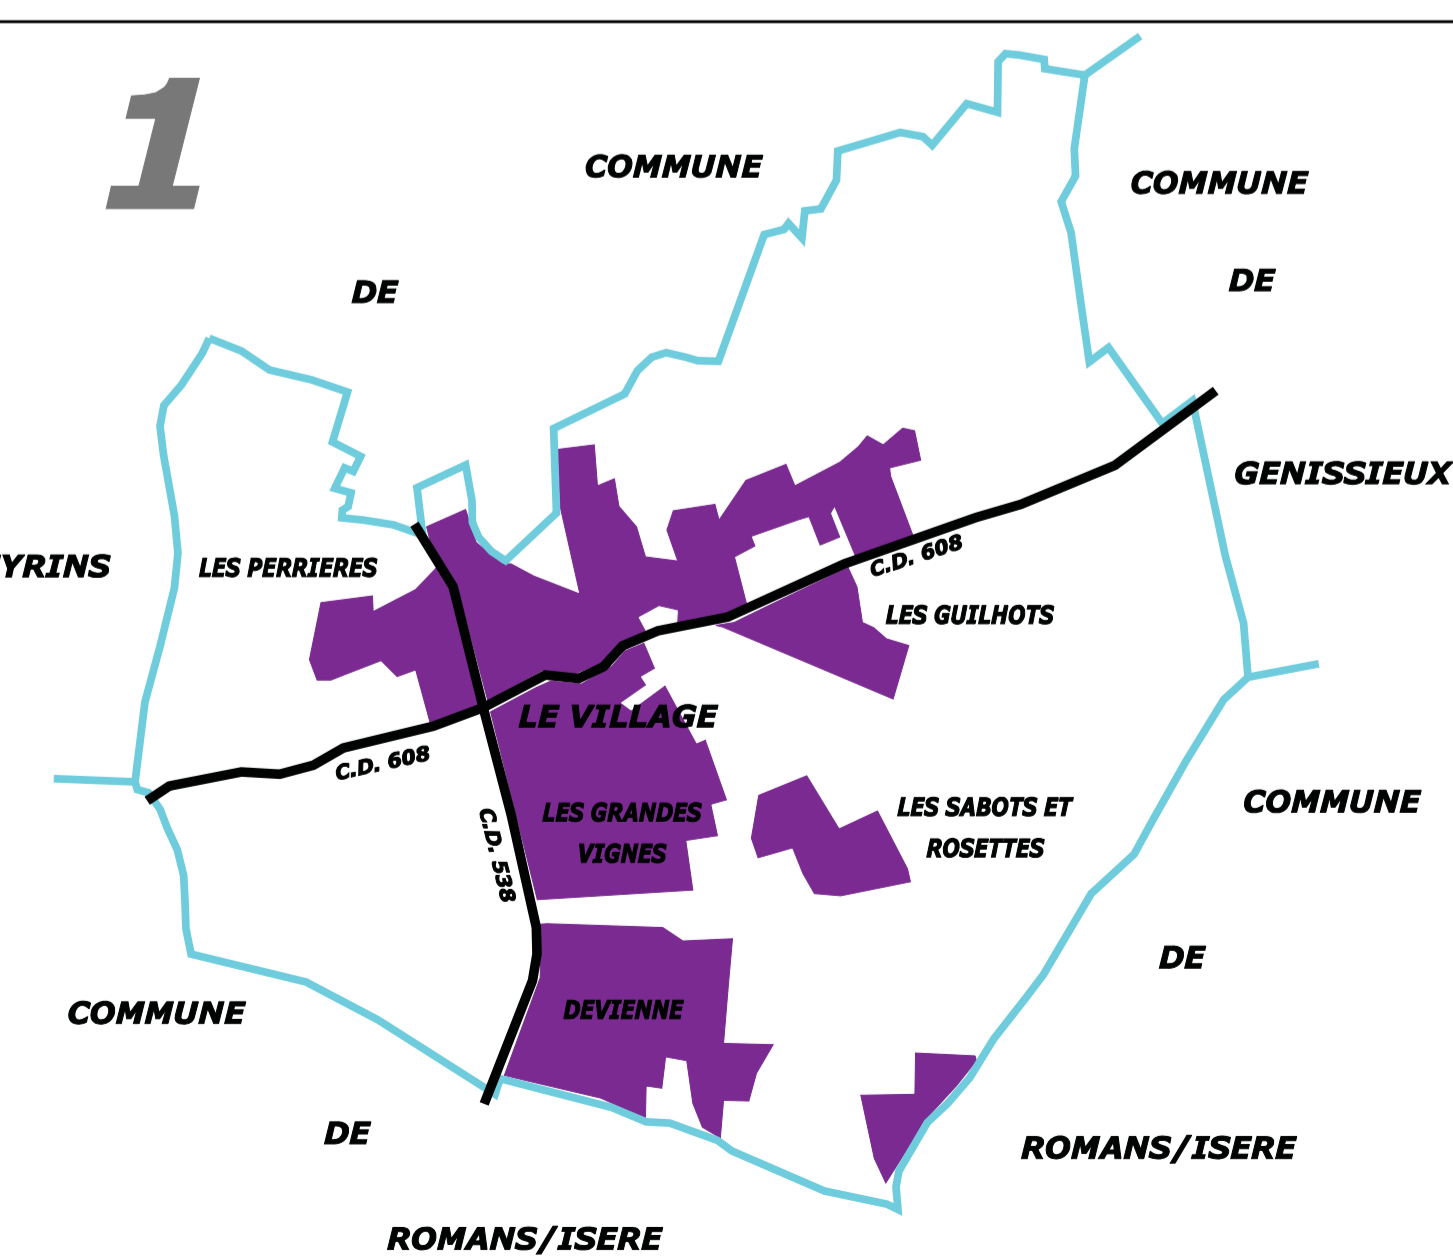 1
COMMUNE
COMMUNE
DE
DE
GENISSIEUX
YRINS
LES PERRIERES
C.D. 608
LES GUILHOTS
LE VILLAGE
C.D. 608
LES GRANDES
VIGNES
C.D. 538
LES SABOTS ET
ROSETTES
COMMUNE
DE
DEVIENNE
COMMUNE
DE
ROMANS/ISERE
ROMANS/ISERE